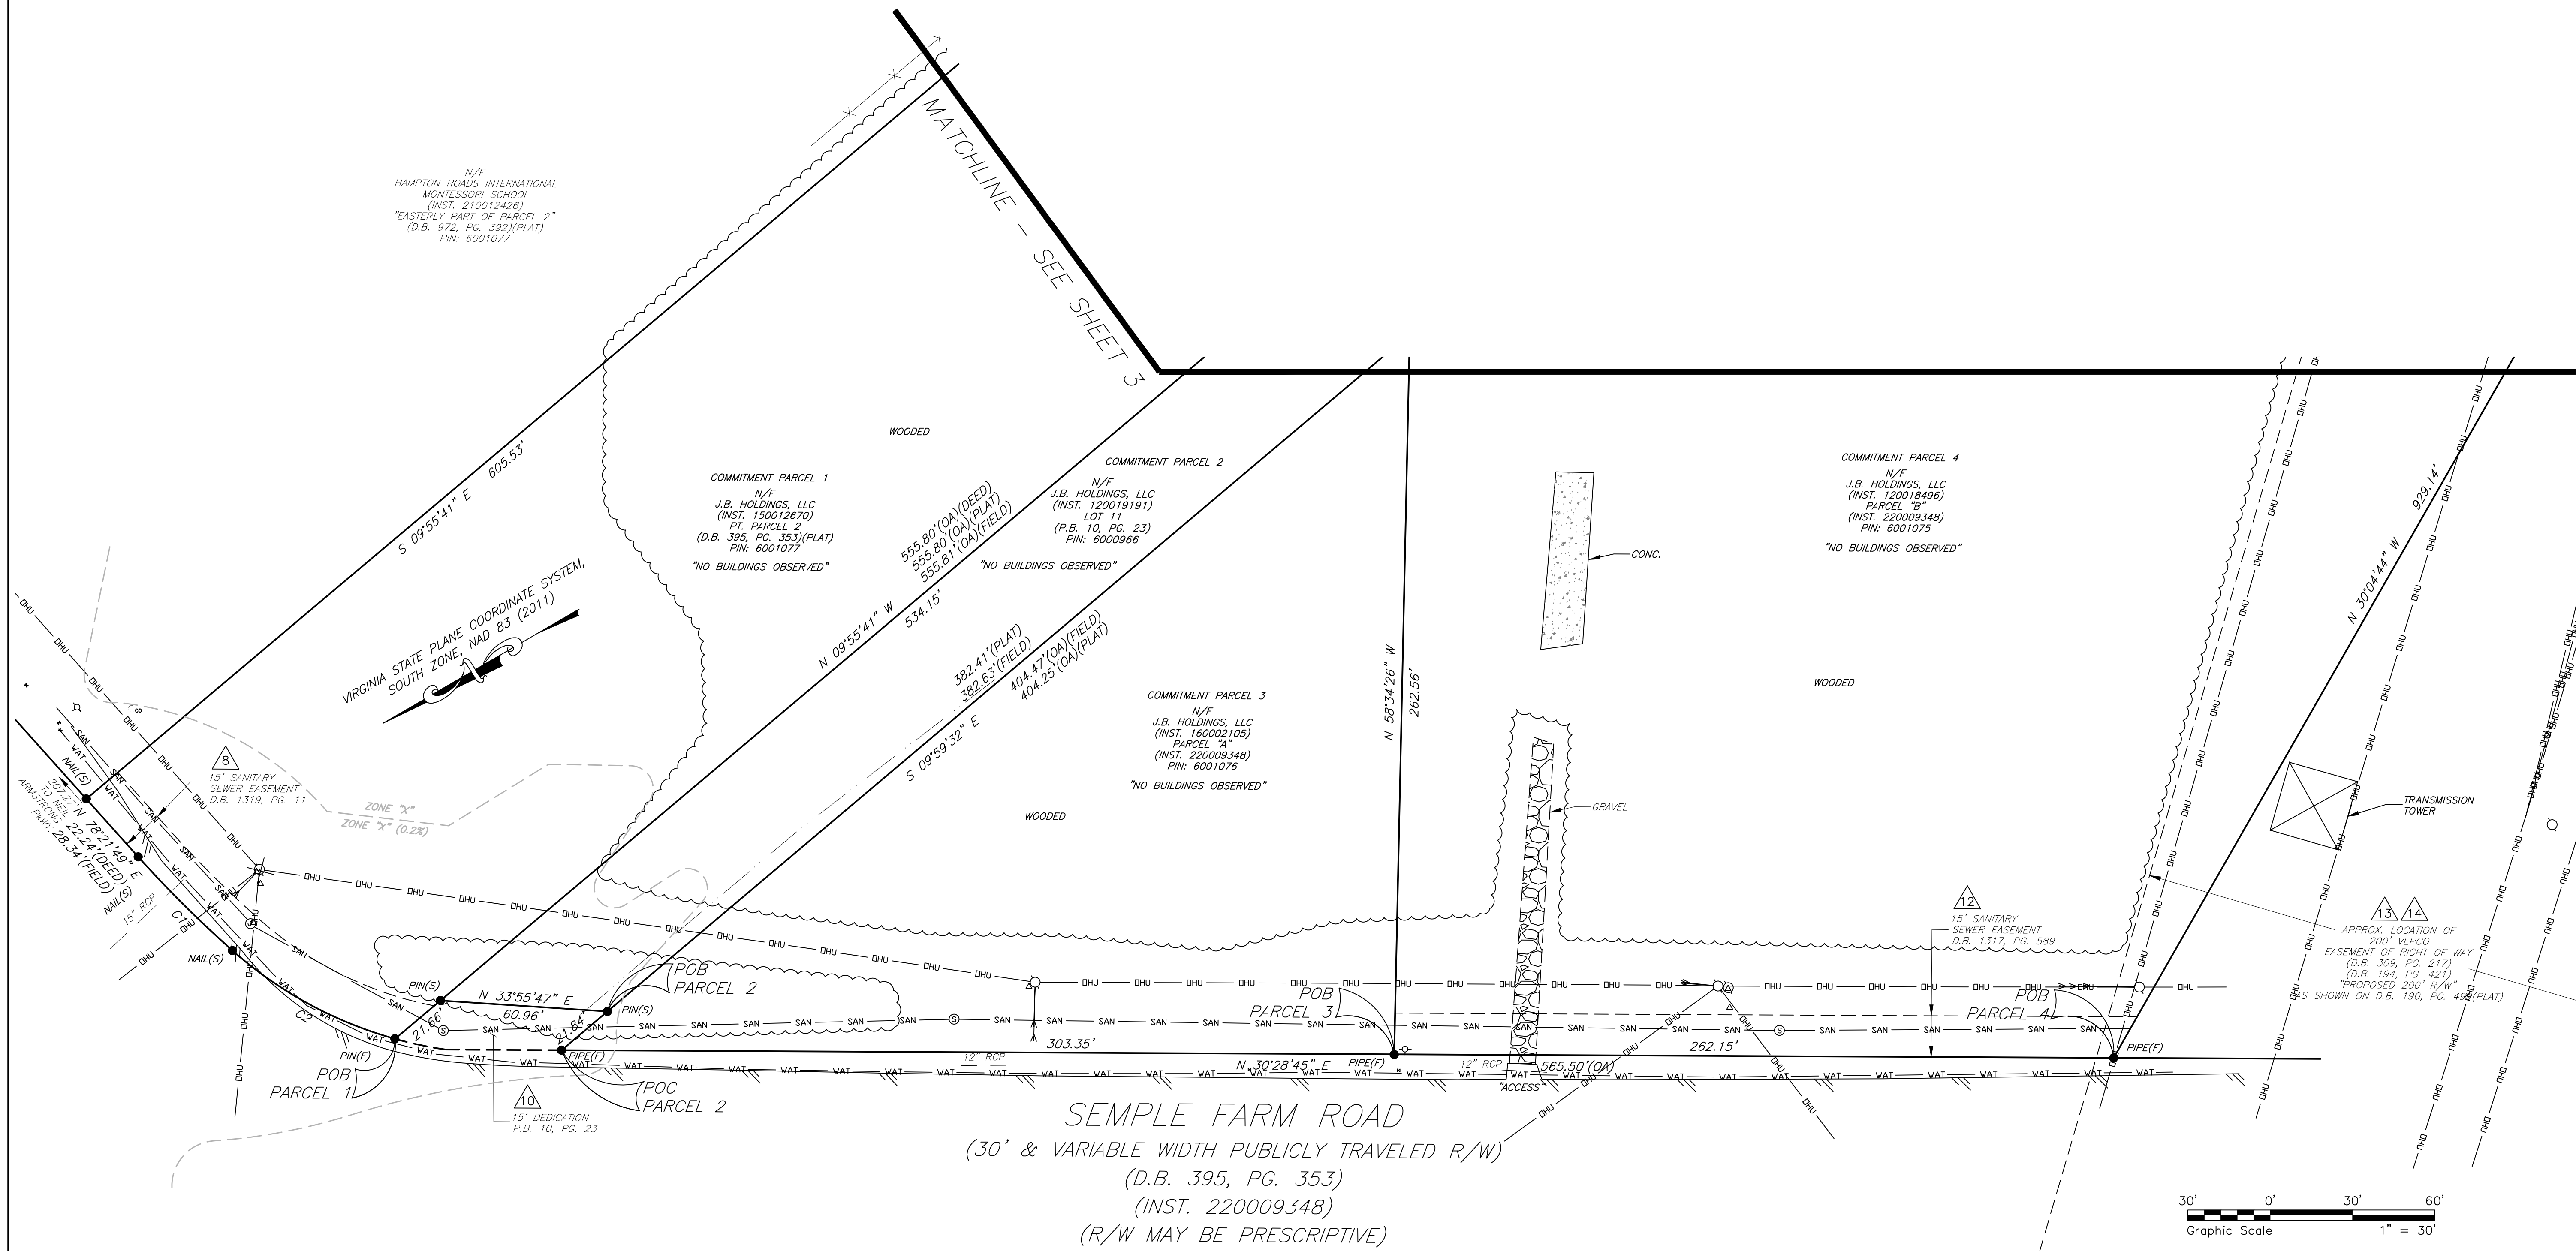 MATCHLINE - SEE SHEET 3
N/F
HAMPTON ROADS INTERNATIONAL
MONTESSORI SCHOOL
(INST. 210012426)
"EASTERLY PART OF PARCEL 2"
(D.B. 972, PG. 392)(PLAT)
PIN: 6001077
S 09°55'41" E 605.53'
WOODED
COMMITMENT PARCEL 1
N/F
J.B. HOLDINGS, LLC
(INST. 150012670)
PT. PARCEL 2
(D.B. 395, PG. 353)(PLAT)
PIN: 6001077
"NO BUILDINGS OBSERVED"
555.80'(OA)(DEED)
555.80'(OA)(PLAT)
555.81'(OA)(FIELD)
N 09°55'41" W 534.15'
COMMITMENT PARCEL 2
N/F
J.B. HOLDINGS, LLC
(INST. 120019191)
LOT 11
(P.B. 10, PG. 23)
PIN: 6000966
"NO BUILDINGS OBSERVED"
382.41'(PLAT)
382.63'(FIELD)
404.47'(OA)(FIELD)
404.25'(OA)(PLAT)
S 09°59'32" E
COMMITMENT PARCEL 3
N/F
J.B. HOLDINGS, LLC
(INST. 160002105)
PARCEL "A"
(INST. 220009348)
PIN: 6001076
"NO BUILDINGS OBSERVED"
WOODED
N 58°34'26" W
262.56'
CONC.
GRAVEL
COMMITMENT PARCEL 4
N/F
J.B. HOLDINGS, LLC
(INST. 120018496)
PARCEL "B"
(INST. 220009348)
PIN: 6001075
"NO BUILDINGS OBSERVED"
WOODED
N 30°04'44" W 929.14'
TRANSMISSION
TOWER
13 14
APPROX. LOCATION OF
200' VEPCO
EASEMENT OF RIGHT OF WAY
(D.B. 309, PG. 217)
(D.B. 194, PG. 421)
"PROPOSED 200' R/W"
12
15' SANITARY
SEWER EASEMENT
D.B. 1317, PG. 589
VIRGINIA STATE PLANE COORDINATE SYSTEM,
SOUTH ZONE, NAD 83 (2011)
8
8
15' SANITARY
SEWER EASEMENT
D.B. 1319, PG. 11
ZONE "X"
ZONE "X" (0.2%)
NAIL(S)
207.27'
TO NEIL
ARMSTRONG
PKWY.
N 78°21'49" E
22.24'(DEED)
28.34'(FIELD)
NAIL(S)
15" RCP
C1
NAIL(S)
C2
PIN(S)
N 33°55'47" E
60.96'
PIN(S)
POB
PARCEL 2
21.66'
21.84'
PIN(F)
POB
PARCEL 1
PIPE(F)
POC
PARCEL 2
10
15' DEDICATION
P.B. 10, PG. 23
12" RCP
303.35'
N 30°28'45" E
POB
PARCEL 3
PIPE(F)
12" RCP
"ACCESS"
565.50'(OA)
262.15'
POB
PARCEL 4
PIPE(F)
SEMPLE FARM ROAD
(30' & VARIABLE WIDTH PUBLICLY TRAVELED R/W)
(D.B. 395, PG. 353)
(INST. 220009348)
(R/W MAY BE PRESCRIPTIVE)
30' 0' 30' 60'
Graphic Scale 1" = 30'